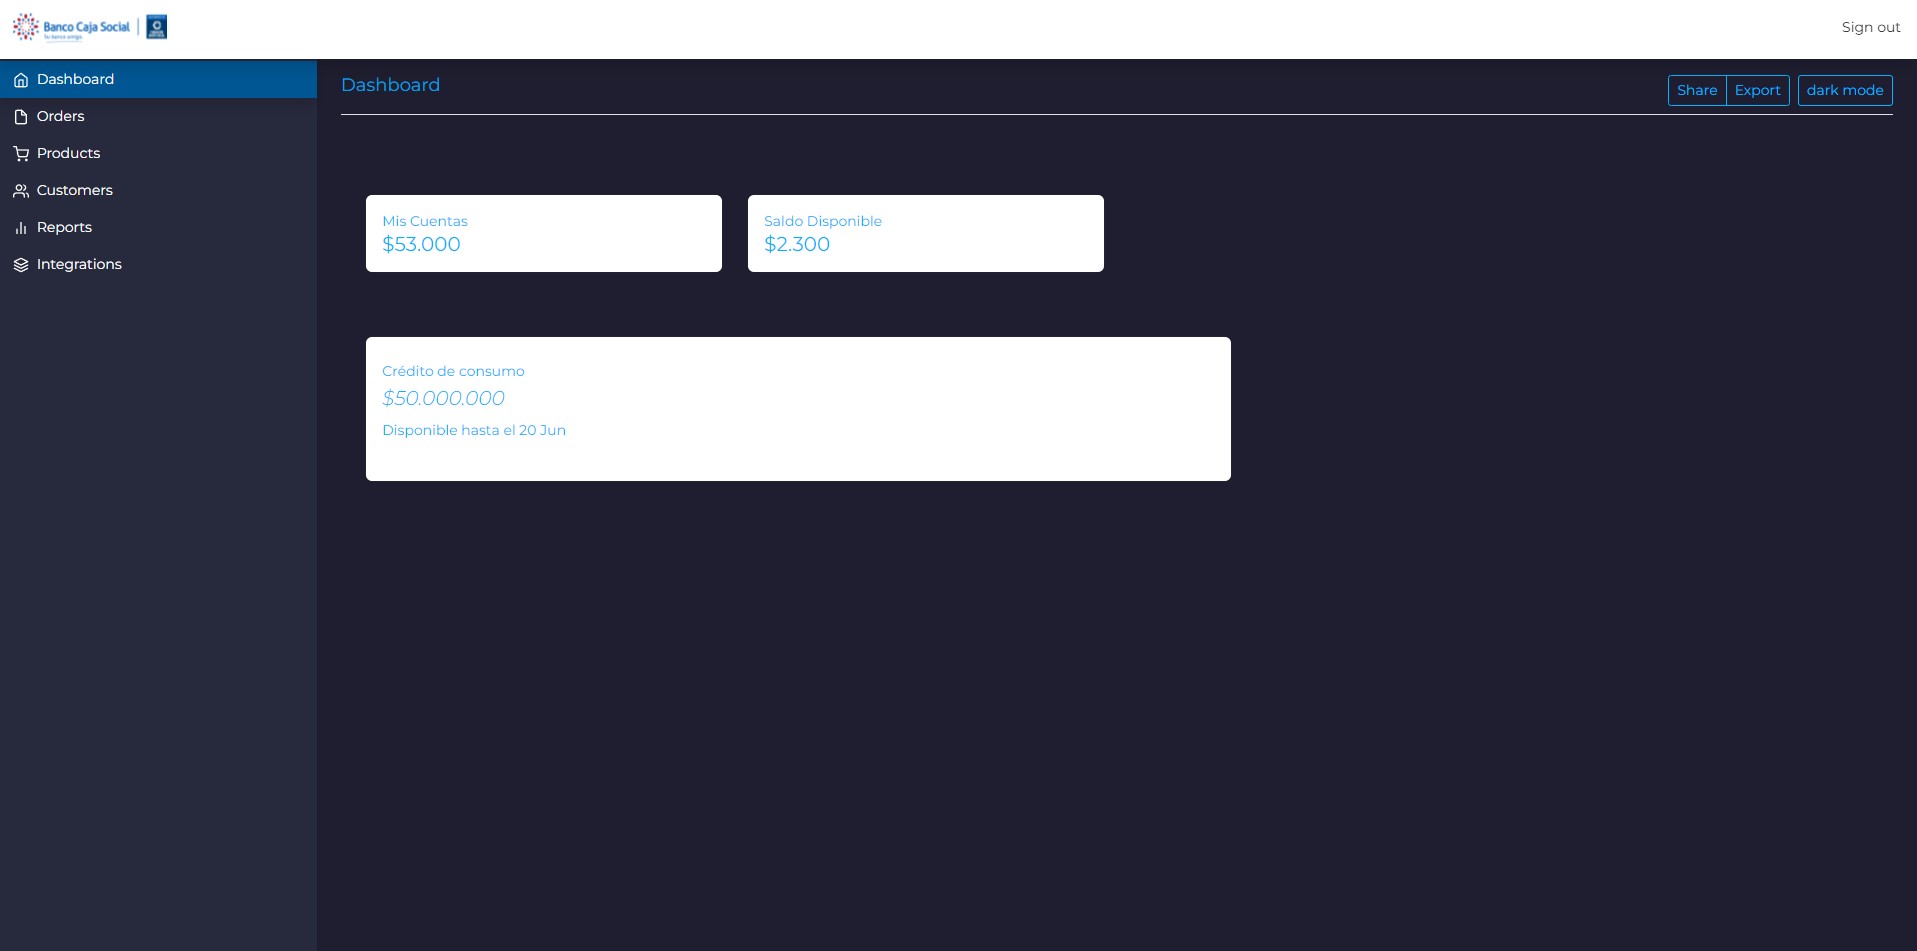 Banco Caja Social
Tu banco amigo
Sign out
Dashboard
Orders
Products
Customers
Reports
Integrations
Dashboard
Share
Export
dark mode
Mis Cuentas
$53.000
Saldo Disponible
$2.300
Crédito de consumo
$50.000.000
Disponible hasta el 20 Jun